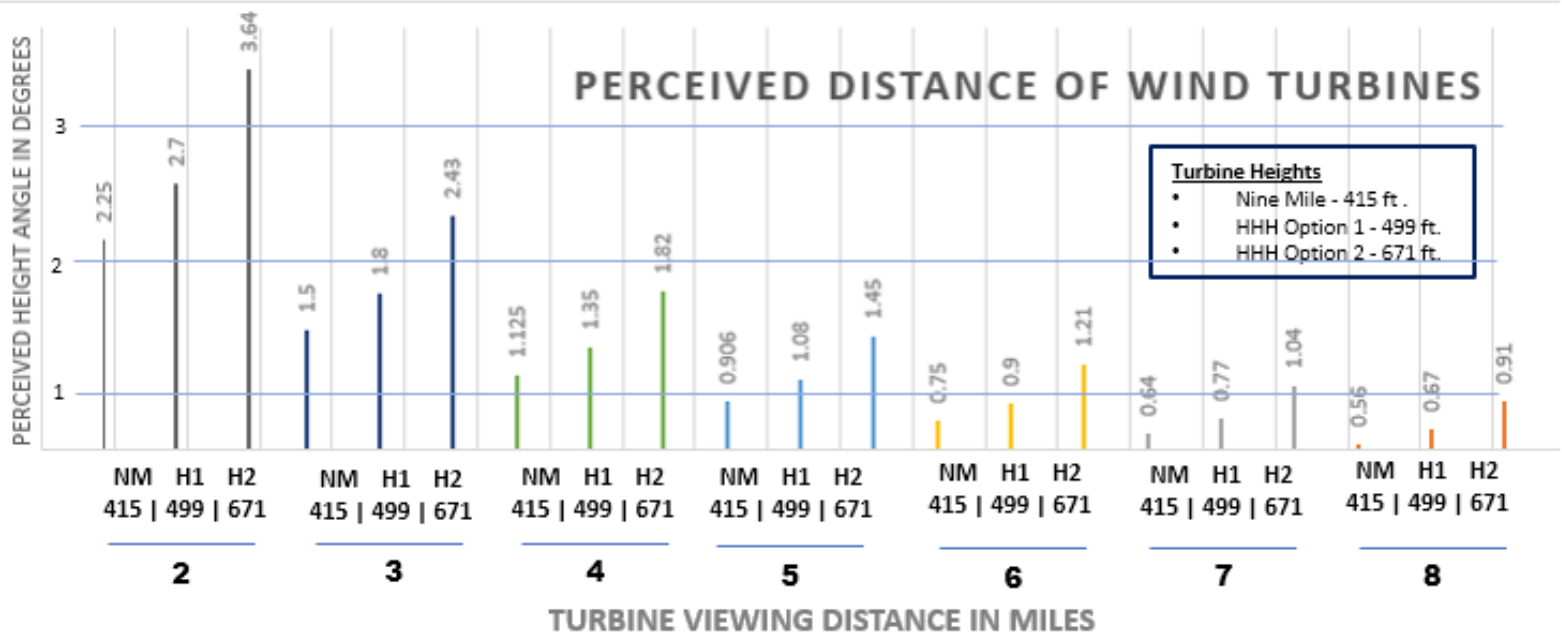 PERCEIVED DISTANCE OF WIND TURBINES
PERCEIVED HEIGHT ANGLE IN DEGREES
3
2
1
2.25
2.7
3.64
1.5
1.8
2.43
1.125
1.35
1.82
0.906
1.08
1.45
0.75
0.9
1.21
0.64
0.77
1.04
0.56
0.67
0.91
Turbine Heights
• Nine Mile - 415 ft .
• HHH Option 1 - 499 ft.
• HHH Option 2 - 671 ft.
NM H1 H2
415 | 499 | 671
2
NM H1 H2
415 | 499 | 671
3
NM H1 H2
415 | 499 | 671
4
NM H1 H2
415 | 499 | 671
5
NM H1 H2
415 | 499 | 671
6
NM H1 H2
415 | 499 | 671
7
NM H1 H2
415 | 499 | 671
8
TURBINE VIEWING DISTANCE IN MILES